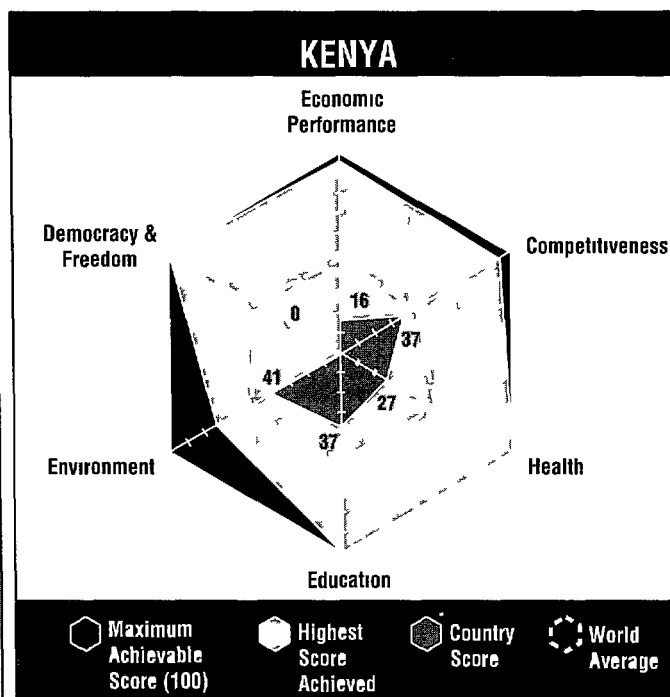 KENYA
Economic
Performance
Democracy &
Freedom
Competitiveness
0
16
37
41
27
37
Environment
Health
Education
Maximum
Achievable
Score (100)
Highest
Score
Achieved
Country
Score
World
Average